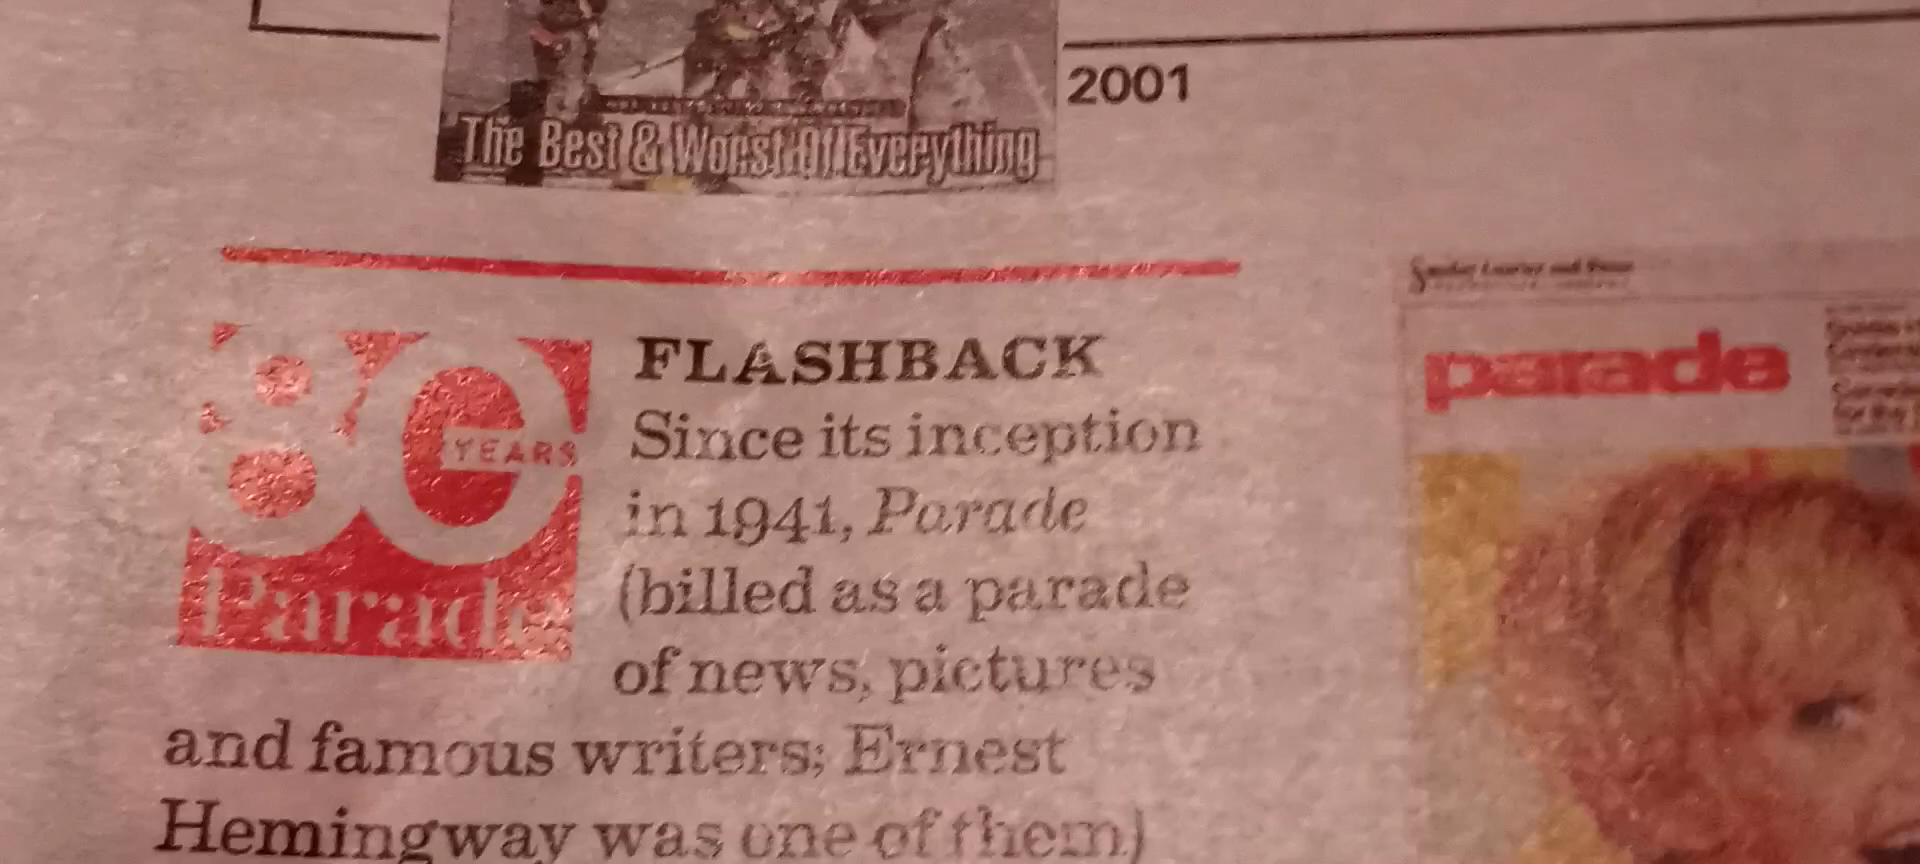 The Best & Worst Of Everything
2001
80
YEARS
Parade
FLASHBACK
Since its inception
in 1941, Parade
(billed as a parade
of news, pictures
and famous writers; Ernest
Hemingway was one of them)
parade